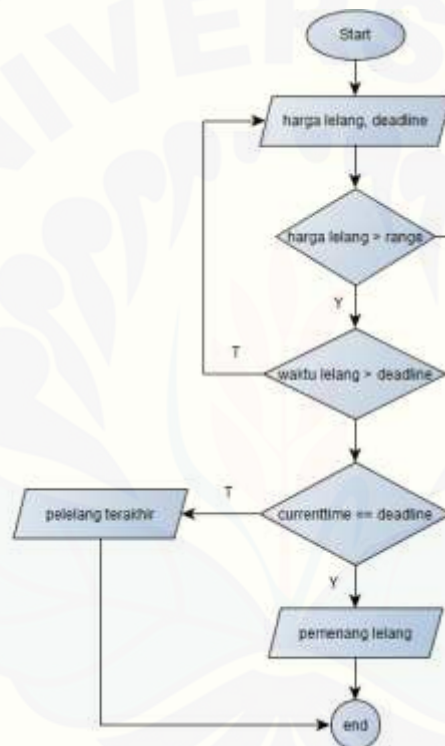 Start
harga lelang, deadline
harga lelang > range
Y
T
waktu lelang > deadline
T
pelelang terakhir
currenttime == deadline
Y
pemenang lelang
end